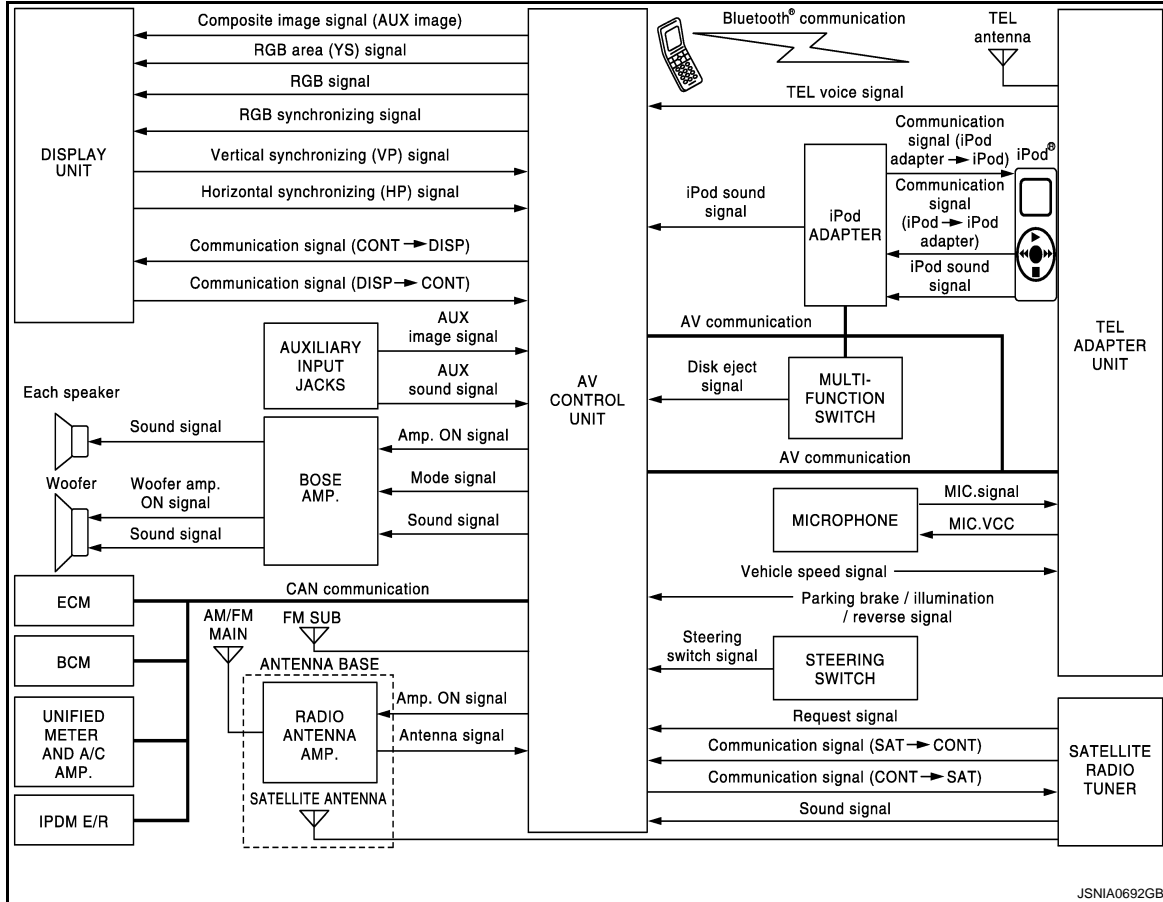 Composite image signal (AUX image)
RGB area (YS) signal
RGB signal
RGB synchronizing signal
Vertical synchronizing (VP) signal
Horizontal synchronizing (HP) signal
Communication signal (CONT → DISP)
Communication signal (DISP → CONT)
DISPLAY
UNIT
AUXILIARY
INPUT
JACKS
AUX
image signal
AUX
sound signal
Each speaker
Sound signal
Woofer
Woofer amp.
ON signal
Sound signal
BOSE
AMP.
Amp. ON signal
Mode signal
Sound signal
ECM
BCM
UNIFIED
METER
AND A/C
AMP.
IPDM E/R
CAN communication
AM/FM
MAIN
FM SUB
ANTENNA BASE
RADIO
ANTENNA
AMP.
Amp. ON signal
Antenna signal
SATELLITE ANTENNA
AV
CONTROL
UNIT
Bluetooth® communication
TEL
antenna
TEL voice signal
Communication
signal (iPod
adapter → iPod)
iPod®
Communication
signal
(iPod → iPod
adapter)
iPod sound
signal
iPod
ADAPTER
iPod sound
signal
AV communication
Disk eject
signal
MULTI-
FUNCTION
SWITCH
AV communication
TEL
ADAPTER
UNIT
MICROPHONE
MIC.signal
MIC.VCC
Vehicle speed signal
Parking brake / illumination
/ reverse signal
Steering
switch signal
STEERING
SWITCH
Request signal
Communication signal (SAT → CONT)
Communication signal (CONT → SAT)
Sound signal
SATELLITE
RADIO
TUNER
JSNIA0692GB